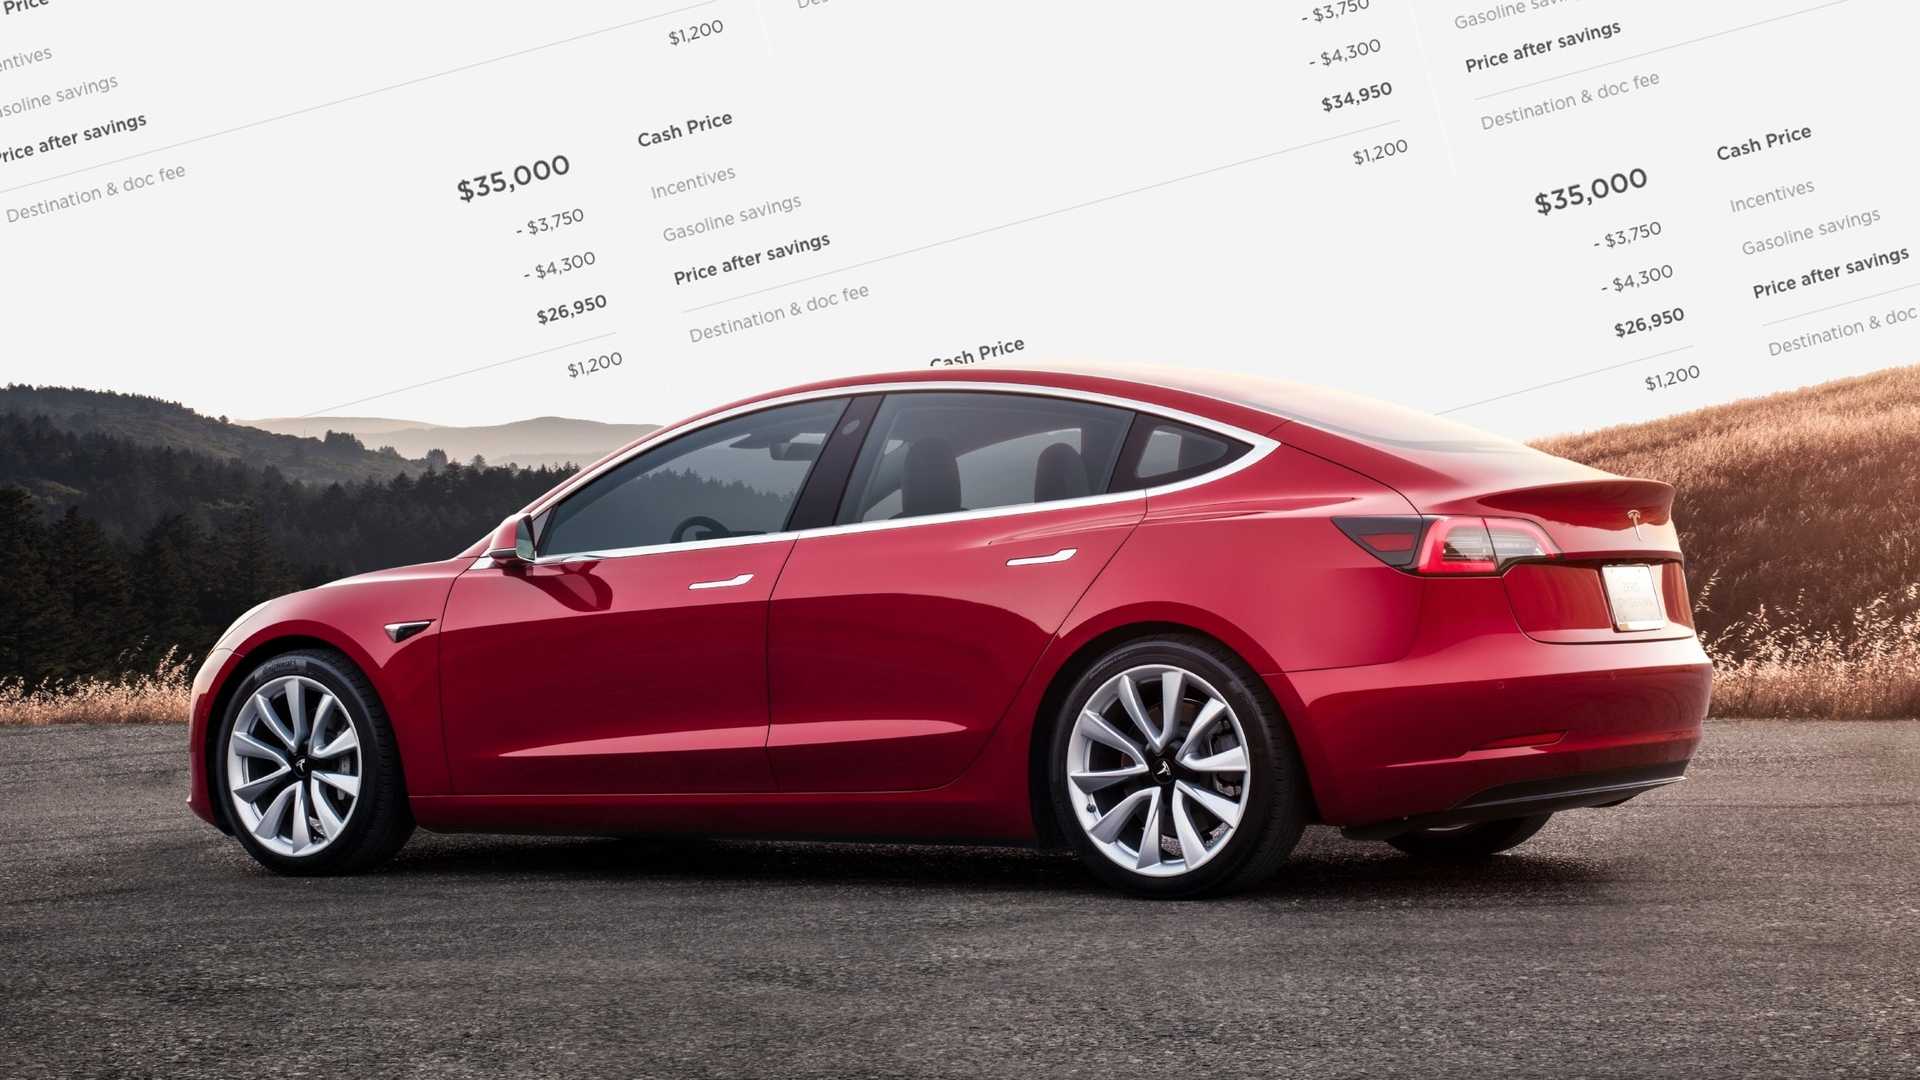 Price
entives
asoline savings
Price after savings
Destination & doc fee
$1,200
$35,000
- $3,750
- $4,300
$26,950
$1,200
Cash Price
Incentives
Gasoline savings
Price after savings
Destination & doc fee
- $3,750
- $4,300
$34,950
$1,200
Cash Price
Gasoline
Price after savings
Destination & doc fee
$35,000
- $3,750
- $4,300
$26,950
$1,200
Cash Price
Incentives
Gasoline savings
Price after savings
Destination & doc